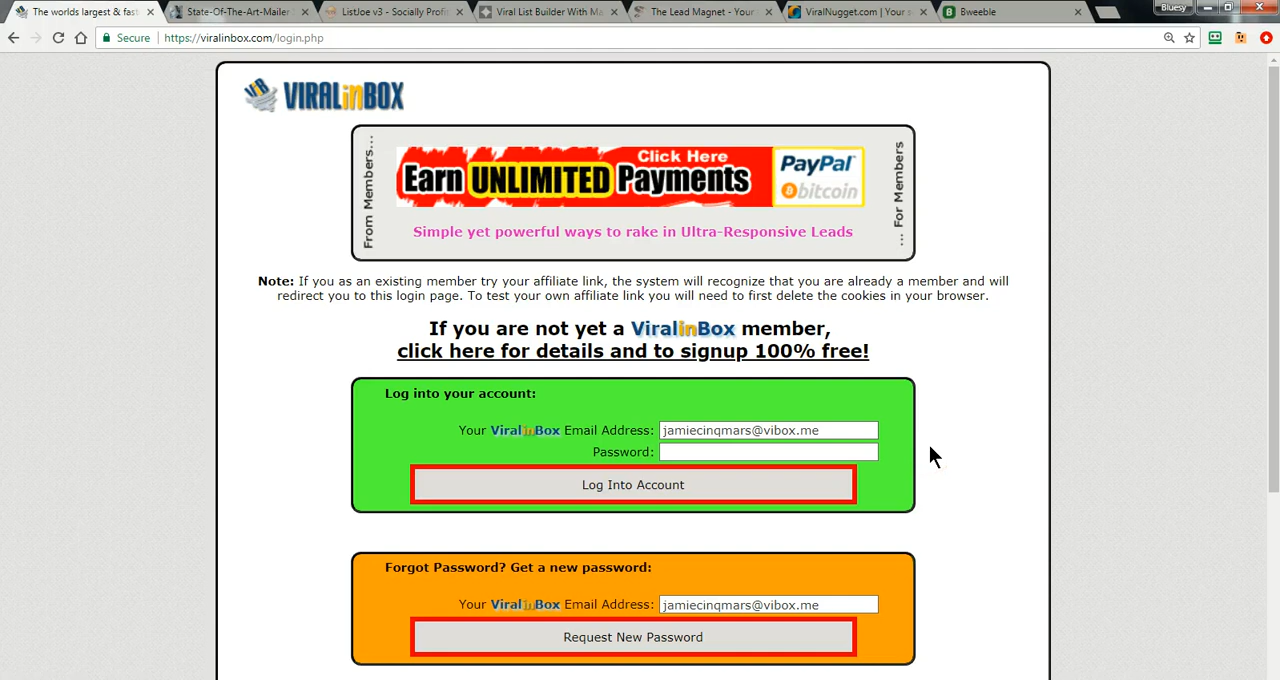 The worlds largest & fast
State-Of-The-Art-Mailer
ListJoe v3 - Socially Profi
Viral List Builder With Ma
The Lead Magnet - Your
ViralNugget.com | Your s
Bweeble
Bluesy
Secure
https://viralinbox.com/login.php
VIRALinBOX
From Members...
Earn UNLIMITED Payments
Click Here
PayPal
bitcoin
... For Members
Simple yet powerful ways to rake in Ultra-Responsive Leads
Note: If you as an existing member try your affiliate link, the system will recognize that you are already a member and will
redirect you to this login page. To test your own affiliate link you will need to first delete the cookies in your browser.
If you are not yet a ViralinBox member,
click here for details and to signup 100% free!
Log into your account:
Your ViralinBox Email Address: jamiecinqmars@vibox.me
Password:
Log Into Account
Forgot Password? Get a new password:
Your ViralinBox Email Address: jamiecinqmars@vibox.me
Request New Password